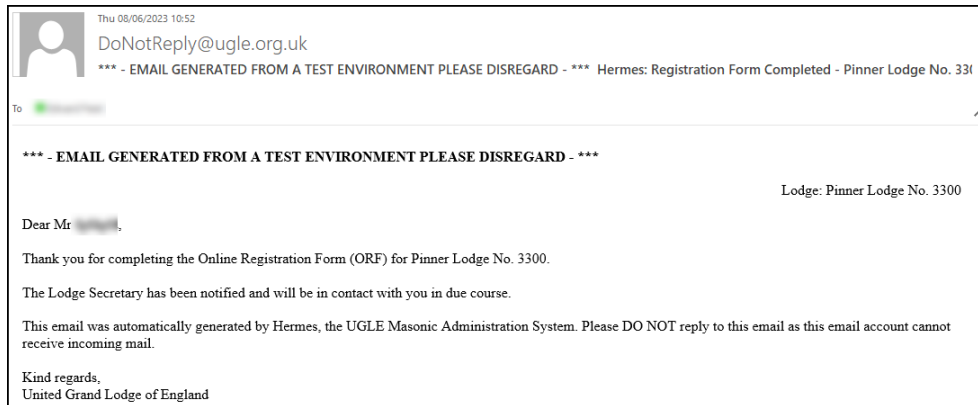 Thu 08/06/2023 10:52
DoNotReply@ugle.org.uk
*** - EMAIL GENERATED FROM A TEST ENVIRONMENT PLEASE DISREGARD - *** Hermes: Registration Form Completed - Pinner Lodge No. 330
To
*** - EMAIL GENERATED FROM A TEST ENVIRONMENT PLEASE DISREGARD - ***
Lodge: Pinner Lodge No. 3300
Dear Mr ,
Thank you for completing the Online Registration Form (ORF) for Pinner Lodge No. 3300.
The Lodge Secretary has been notified and will be in contact with you in due course.
This email was automatically generated by Hermes, the UGLE Masonic Administration System. Please DO NOT reply to this email as this email account cannot
receive incoming mail.
Kind regards,
United Grand Lodge of England